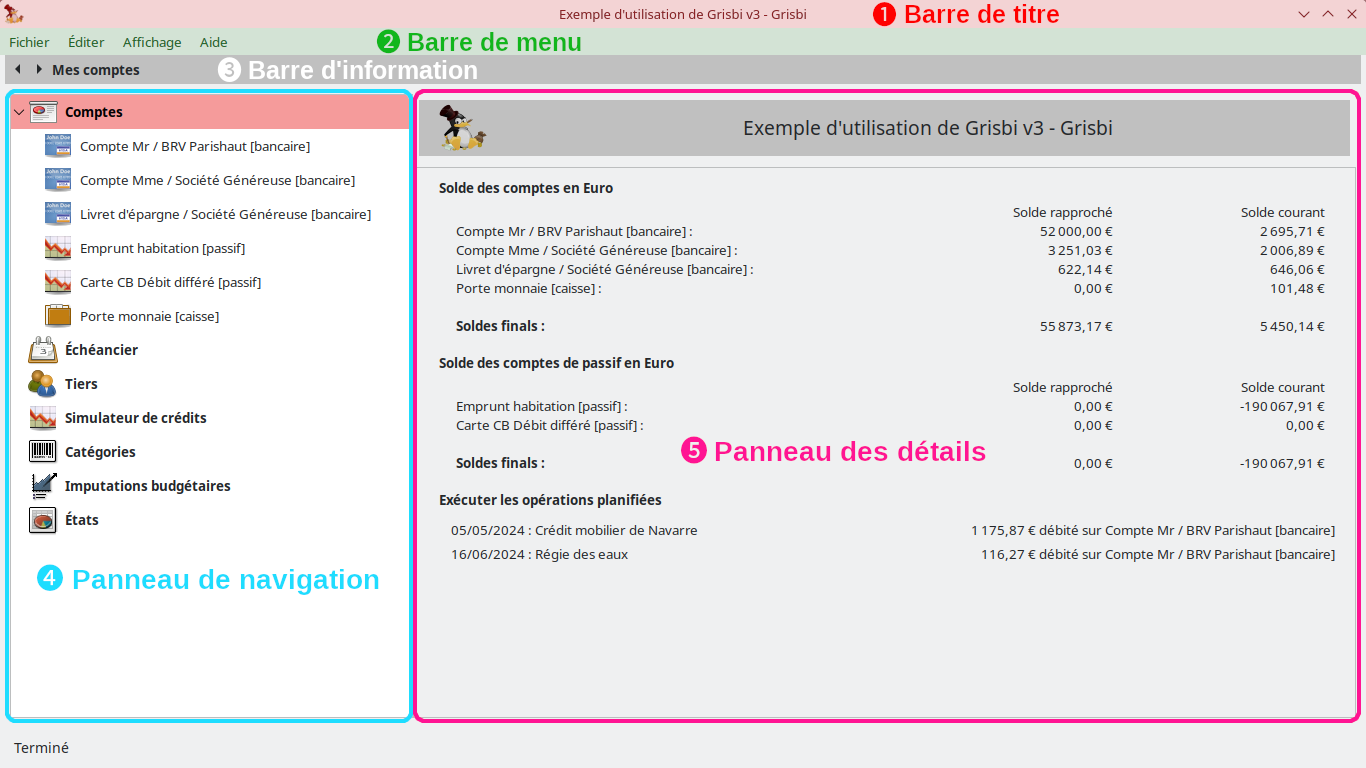 Exemple d'utilisation de Grisbi v3 - Grisbi
❶ Barre de titre
Fichier Éditer Affichage Aide
❷ Barre de menu
Mes comptes
❸ Barre d'information
Comptes
Compte Mr / BRV Parishaut [bancaire]
Compte Mme / Société Généreuse [bancaire]
Livret d'épargne / Société Généreuse [bancaire]
Emprunt habitation [passif]
Carte CB Débit différé [passif]
Porte monnaie [caisse]
Échéancier
Tiers
Simulateur de crédits
Catégories
Imputations budgétaires
États
❹ Panneau de navigation
Exemple d'utilisation de Grisbi v3 - Grisbi
Solde des comptes en Euro
Solde rapproché Solde courant
Compte Mr / BRV Parishaut [bancaire] : 52 000,00 € 2 695,71 €
Compte Mme / Société Généreuse [bancaire] : 3 251,03 € 2 006,89 €
Livret d'épargne / Société Généreuse [bancaire] : 622,14 € 646,06 €
Porte monnaie [caisse] : 0,00 € 101,48 €
Soldes finals : 55 873,17 € 5 450,14 €
Solde des comptes de passif en Euro
Solde rapproché Solde courant
Emprunt habitation [passif] : 0,00 € -190 067,91 €
Carte CB Débit différé [passif] : 0,00 € 0,00 €
❺ Panneau des détails
Soldes finals : 0,00 € -190 067,91 €
Exécuter les opérations planifiées
05/05/2024 : Crédit mobilier de Navarre 1 175,87 € débité sur Compte Mr / BRV Parishaut [bancaire]
16/06/2024 : Régie des eaux 116,27 € débité sur Compte Mr / BRV Parishaut [bancaire]
Terminé